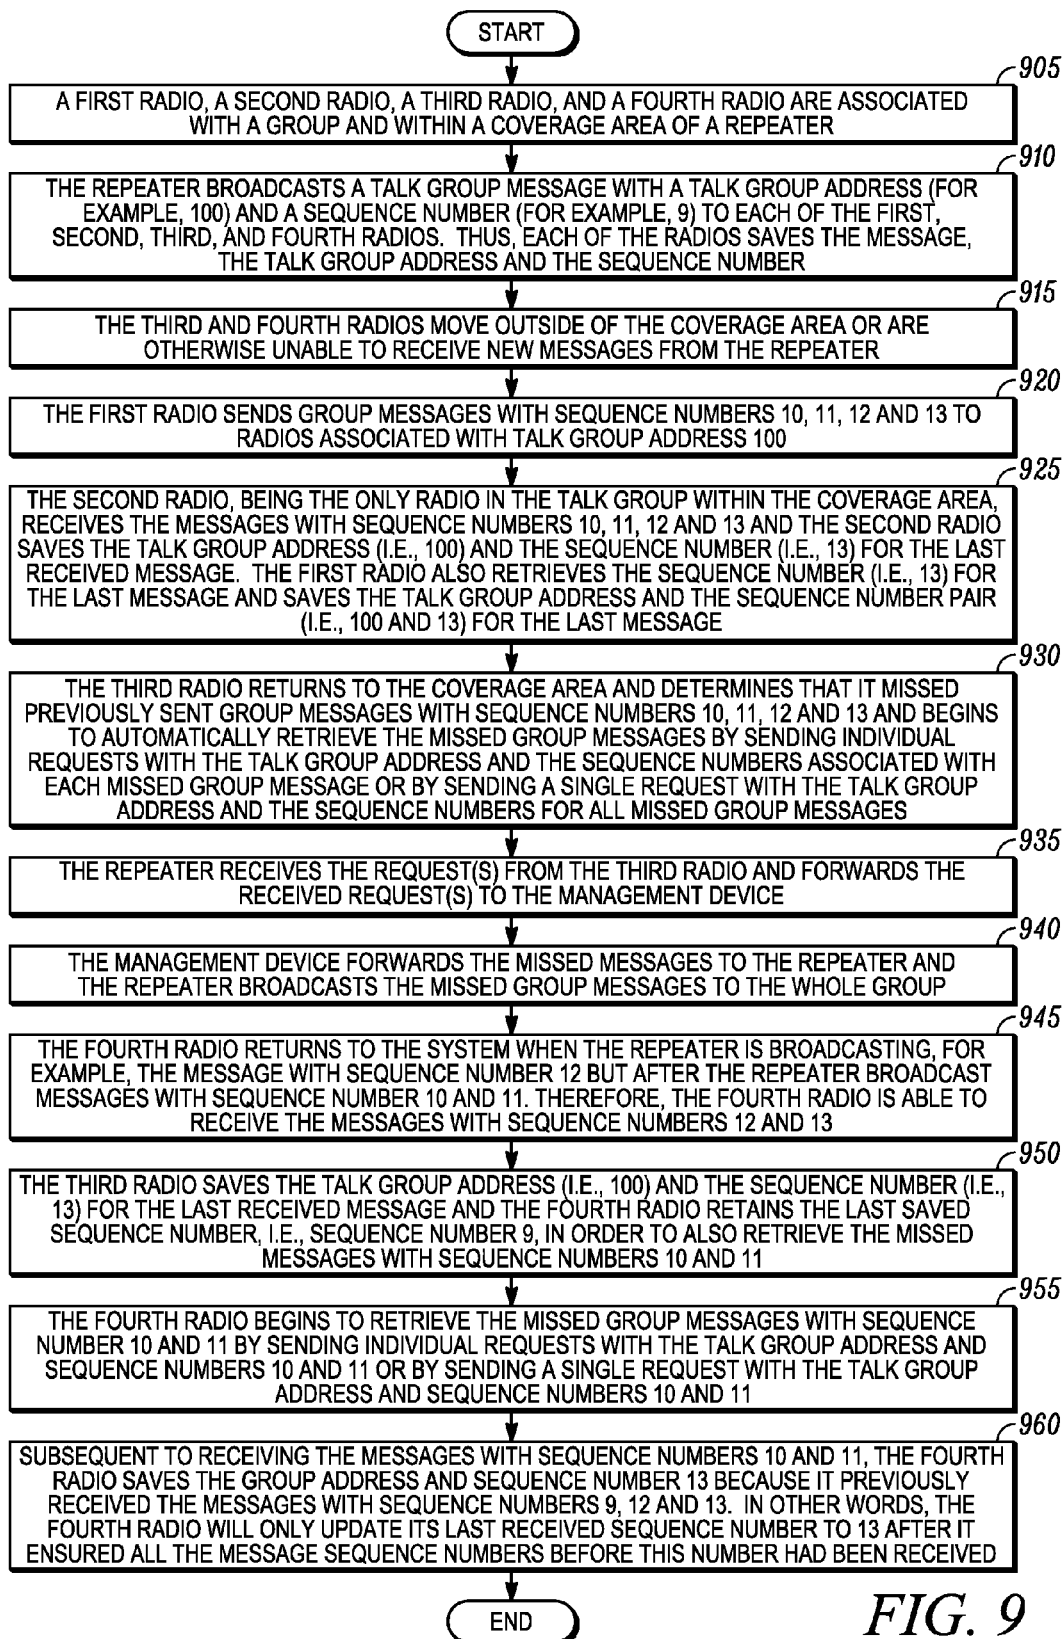 START
905
A FIRST RADIO, A SECOND RADIO, A THIRD RADIO, AND A FOURTH RADIO ARE ASSOCIATED
WITH A GROUP AND WITHIN A COVERAGE AREA OF A REPEATER
910
THE REPEATER BROADCASTS A TALK GROUP MESSAGE WITH A TALK GROUP ADDRESS (FOR
EXAMPLE, 100) AND A SEQUENCE NUMBER (FOR EXAMPLE, 9) TO EACH OF THE FIRST,
SECOND, THIRD, AND FOURTH RADIOS. THUS, EACH OF THE RADIOS SAVES THE MESSAGE,
THE TALK GROUP ADDRESS AND THE SEQUENCE NUMBER
915
THE THIRD AND FOURTH RADIOS MOVE OUTSIDE OF THE COVERAGE AREA OR ARE
OTHERWISE UNABLE TO RECEIVE NEW MESSAGES FROM THE REPEATER
920
THE FIRST RADIO SENDS GROUP MESSAGES WITH SEQUENCE NUMBERS 10, 11, 12 AND 13 TO
RADIOS ASSOCIATED WITH TALK GROUP ADDRESS 100
925
THE SECOND RADIO, BEING THE ONLY RADIO IN THE TALK GROUP WITHIN THE COVERAGE AREA,
RECEIVES THE MESSAGES WITH SEQUENCE NUMBERS 10, 11, 12 AND 13 AND THE SECOND RADIO
SAVES THE TALK GROUP ADDRESS (I.E., 100) AND THE SEQUENCE NUMBER (I.E., 13) FOR THE LAST
RECEIVED MESSAGE. THE FIRST RADIO ALSO RETRIEVES THE SEQUENCE NUMBER (I.E., 13) FOR
THE LAST MESSAGE AND SAVES THE TALK GROUP ADDRESS AND THE SEQUENCE NUMBER PAIR
(I.E., 100 AND 13) FOR THE LAST MESSAGE
930
THE THIRD RADIO RETURNS TO THE COVERAGE AREA AND DETERMINES THAT IT MISSED
PREVIOUSLY SENT GROUP MESSAGES WITH SEQUENCE NUMBERS 10, 11, 12 AND 13 AND BEGINS
TO AUTOMATICALLY RETRIEVE THE MISSED GROUP MESSAGES BY SENDING INDIVIDUAL
REQUESTS WITH THE TALK GROUP ADDRESS AND THE SEQUENCE NUMBERS ASSOCIATED WITH
EACH MISSED GROUP MESSAGE OR BY SENDING A SINGLE REQUEST WITH THE TALK GROUP
ADDRESS AND THE SEQUENCE NUMBERS FOR ALL MISSED GROUP MESSAGES
935
THE REPEATER RECEIVES THE REQUEST(S) FROM THE THIRD RADIO AND FORWARDS THE
RECEIVED REQUEST(S) TO THE MANAGEMENT DEVICE
940
THE MANAGEMENT DEVICE FORWARDS THE MISSED MESSAGES TO THE REPEATER AND
THE REPEATER BROADCASTS THE MISSED GROUP MESSAGES TO THE WHOLE GROUP
945
THE FOURTH RADIO RETURNS TO THE SYSTEM WHEN THE REPEATER IS BROADCASTING, FOR
EXAMPLE, THE MESSAGE WITH SEQUENCE NUMBER 12 BUT AFTER THE REPEATER BROADCAST
MESSAGES WITH SEQUENCE NUMBER 10 AND 11. THEREFORE, THE FOURTH RADIO IS ABLE TO
RECEIVE THE MESSAGES WITH SEQUENCE NUMBERS 12 AND 13
950
THE THIRD RADIO SAVES THE TALK GROUP ADDRESS (I.E., 100) AND THE SEQUENCE NUMBER (I.E.,
13) FOR THE LAST RECEIVED MESSAGE AND THE FOURTH RADIO RETAINS THE LAST SAVED
SEQUENCE NUMBER, I.E., SEQUENCE NUMBER 9, IN ORDER TO ALSO RETRIEVE THE MISSED
MESSAGES WITH SEQUENCE NUMBERS 10 AND 11
955
THE FOURTH RADIO BEGINS TO RETRIEVE THE MISSED GROUP MESSAGES WITH SEQUENCE
NUMBER 10 AND 11 BY SENDING INDIVIDUAL REQUESTS WITH THE TALK GROUP ADDRESS AND
SEQUENCE NUMBERS 10 AND 11 OR BY SENDING A SINGLE REQUEST WITH THE TALK GROUP
ADDRESS AND SEQUENCE NUMBERS 10 AND 11
960
SUBSEQUENT TO RECEIVING THE MESSAGES WITH SEQUENCE NUMBERS 10 AND 11, THE FOURTH
RADIO SAVES THE GROUP ADDRESS AND SEQUENCE NUMBER 13 BECAUSE IT PREVIOUSLY
RECEIVED THE MESSAGES WITH SEQUENCE NUMBERS 9, 12 AND 13. IN OTHER WORDS, THE
FOURTH RADIO WILL ONLY UPDATE ITS LAST RECEIVED SEQUENCE NUMBER TO 13 AFTER IT
ENSURED ALL THE MESSAGE SEQUENCE NUMBERS BEFORE THIS NUMBER HAD BEEN RECEIVED
END
FIG. 9